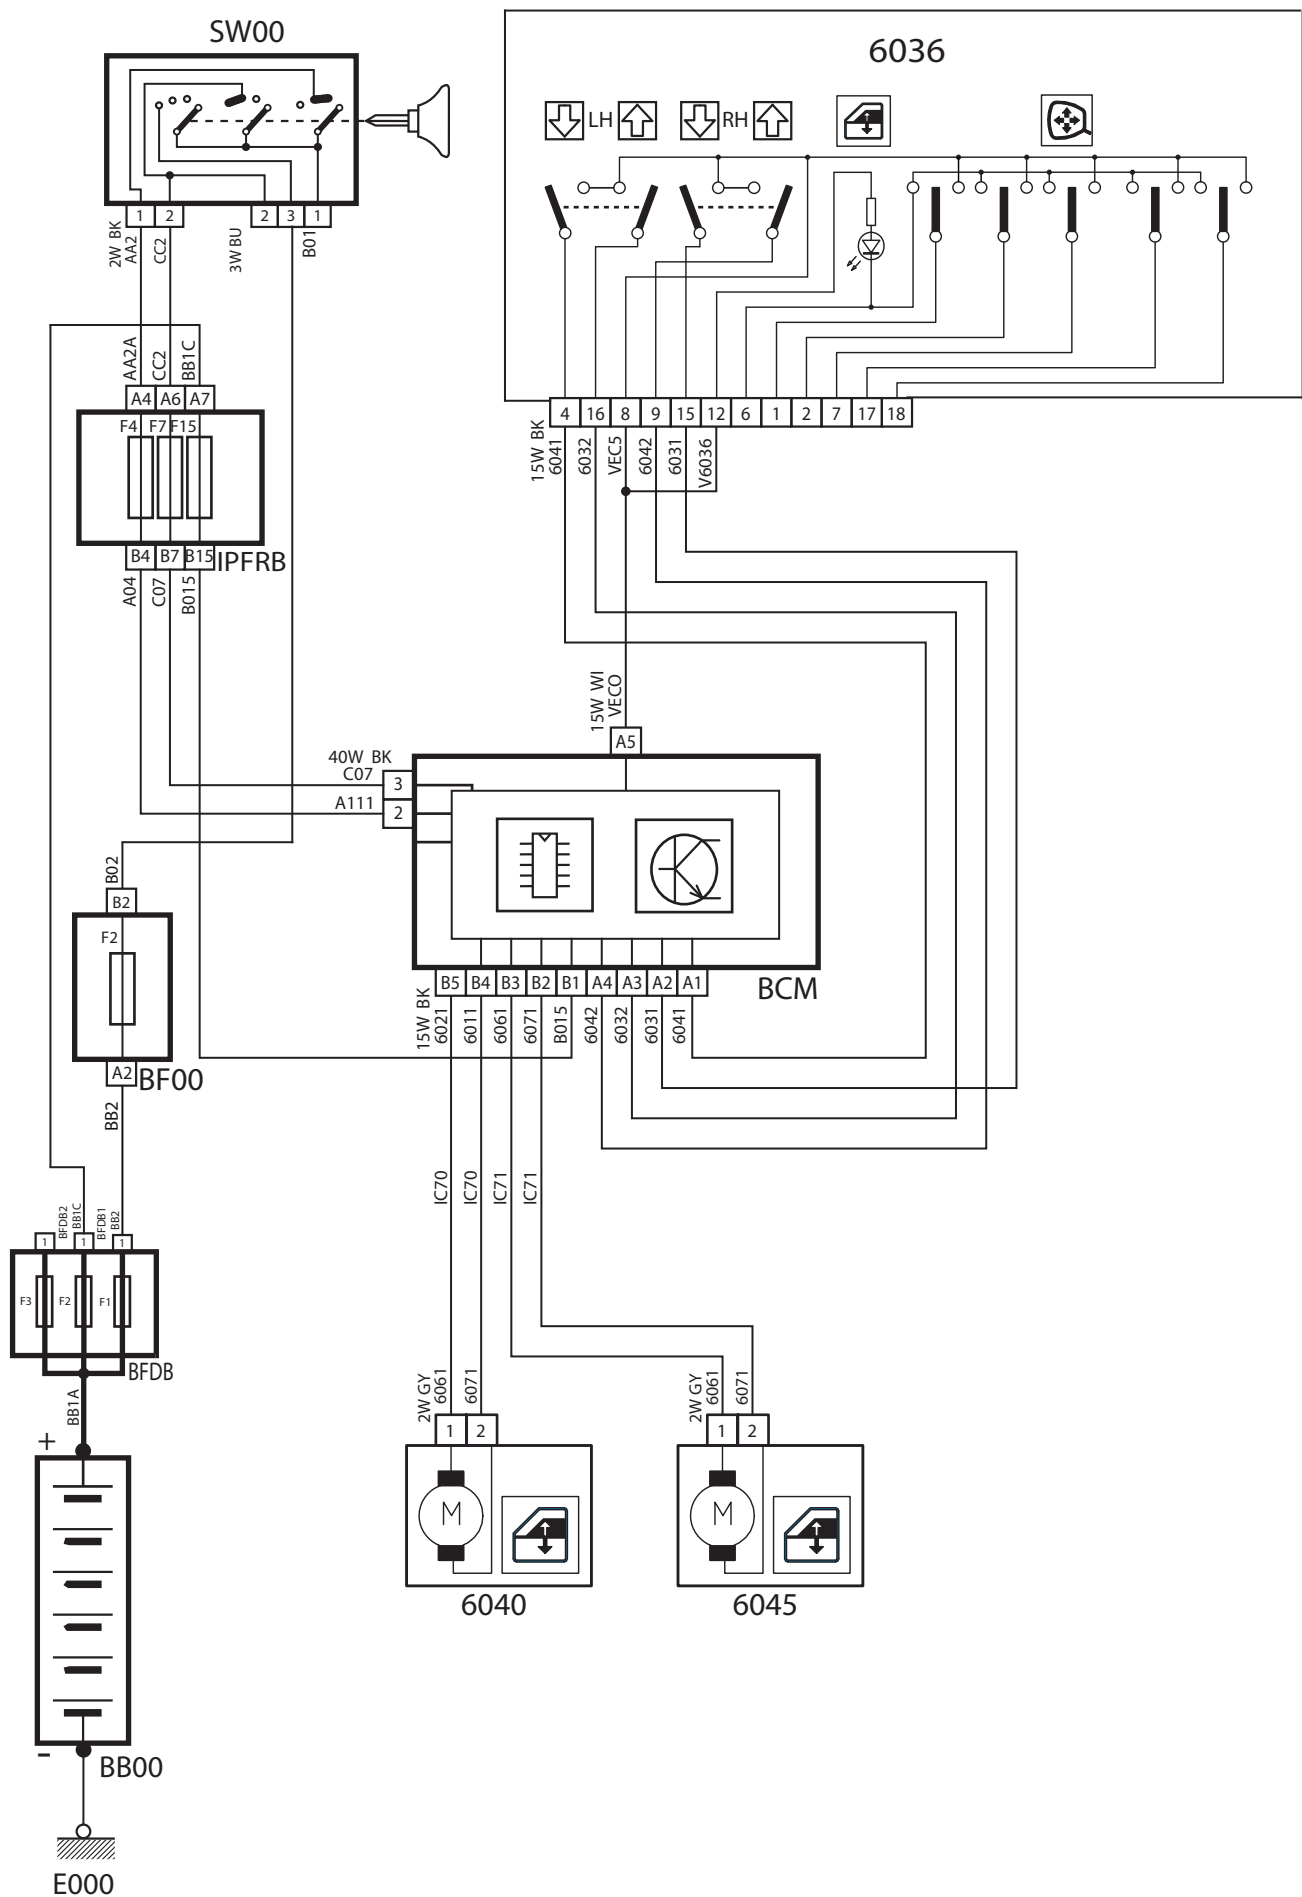 SW00
1 2 2 3 1
2W BK
AA2
CC2
3W BU
B01
AA2A
CC2
BB1C
A4 A6 A7
F4 F7 F15
B4 B7 B15
IPFRB
A04
C07
B015
6036
LH RH
4 16 8 9 15 12 6 1 2 7 17 18
15W BK
6041
6032
VEC5
6042
6031
V6036
15W WI
VECO
A5
40W BK
C07
3
A111
2
B02
B2
F2
A2
BF00
BB2
B5 B4 B3 B2 B1 A4 A3 A2 A1
BCM
15W BK
6021
6011
6061
6071
B015
6042
6032
6031
6041
IC70
IC70
IC71
IC71
BFDB2
BB1C
BFDB1
BB2
1 1 1
F3 F2 F1
BFDB
BB1A
+
-
BB00
E000
2W GY
6061
6071
1 2
M
6040
2W GY
6061
6071
1 2
M
6045